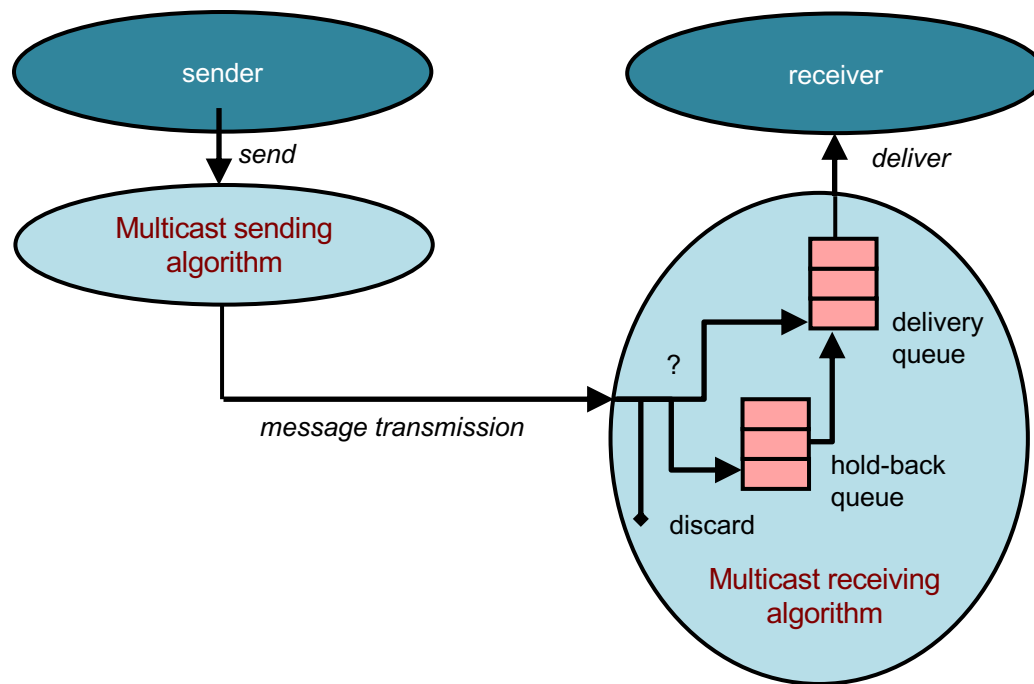 sender
receiver
send
deliver
Multicast sending
algorithm
delivery
queue
?
message transmission
hold-back
queue
discard
Multicast receiving
algorithm